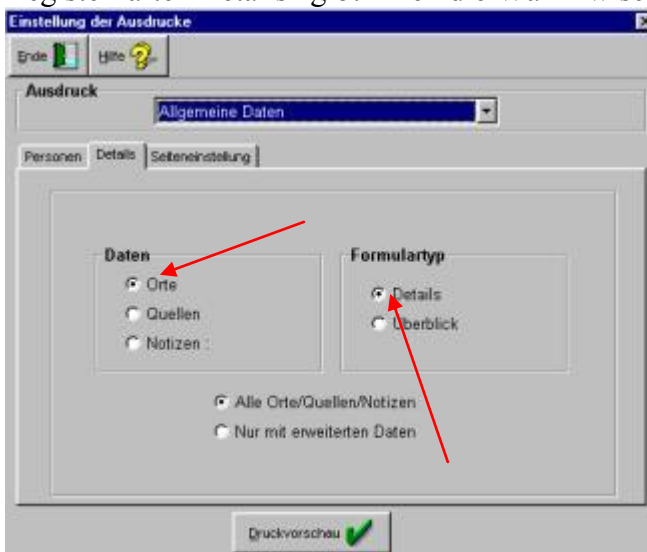 Einstellung der Ausdrucke
Ende Hilfe
Ausdruck
Allgemeine Daten
Personen Details Seiteneinstellung
Daten
Formulartyp
Orte
Details
Quellen
Überblick
Notizen :
Alle Orte/Quellen/Notizen
Nur mit erweiterten Daten
Druckvorschau